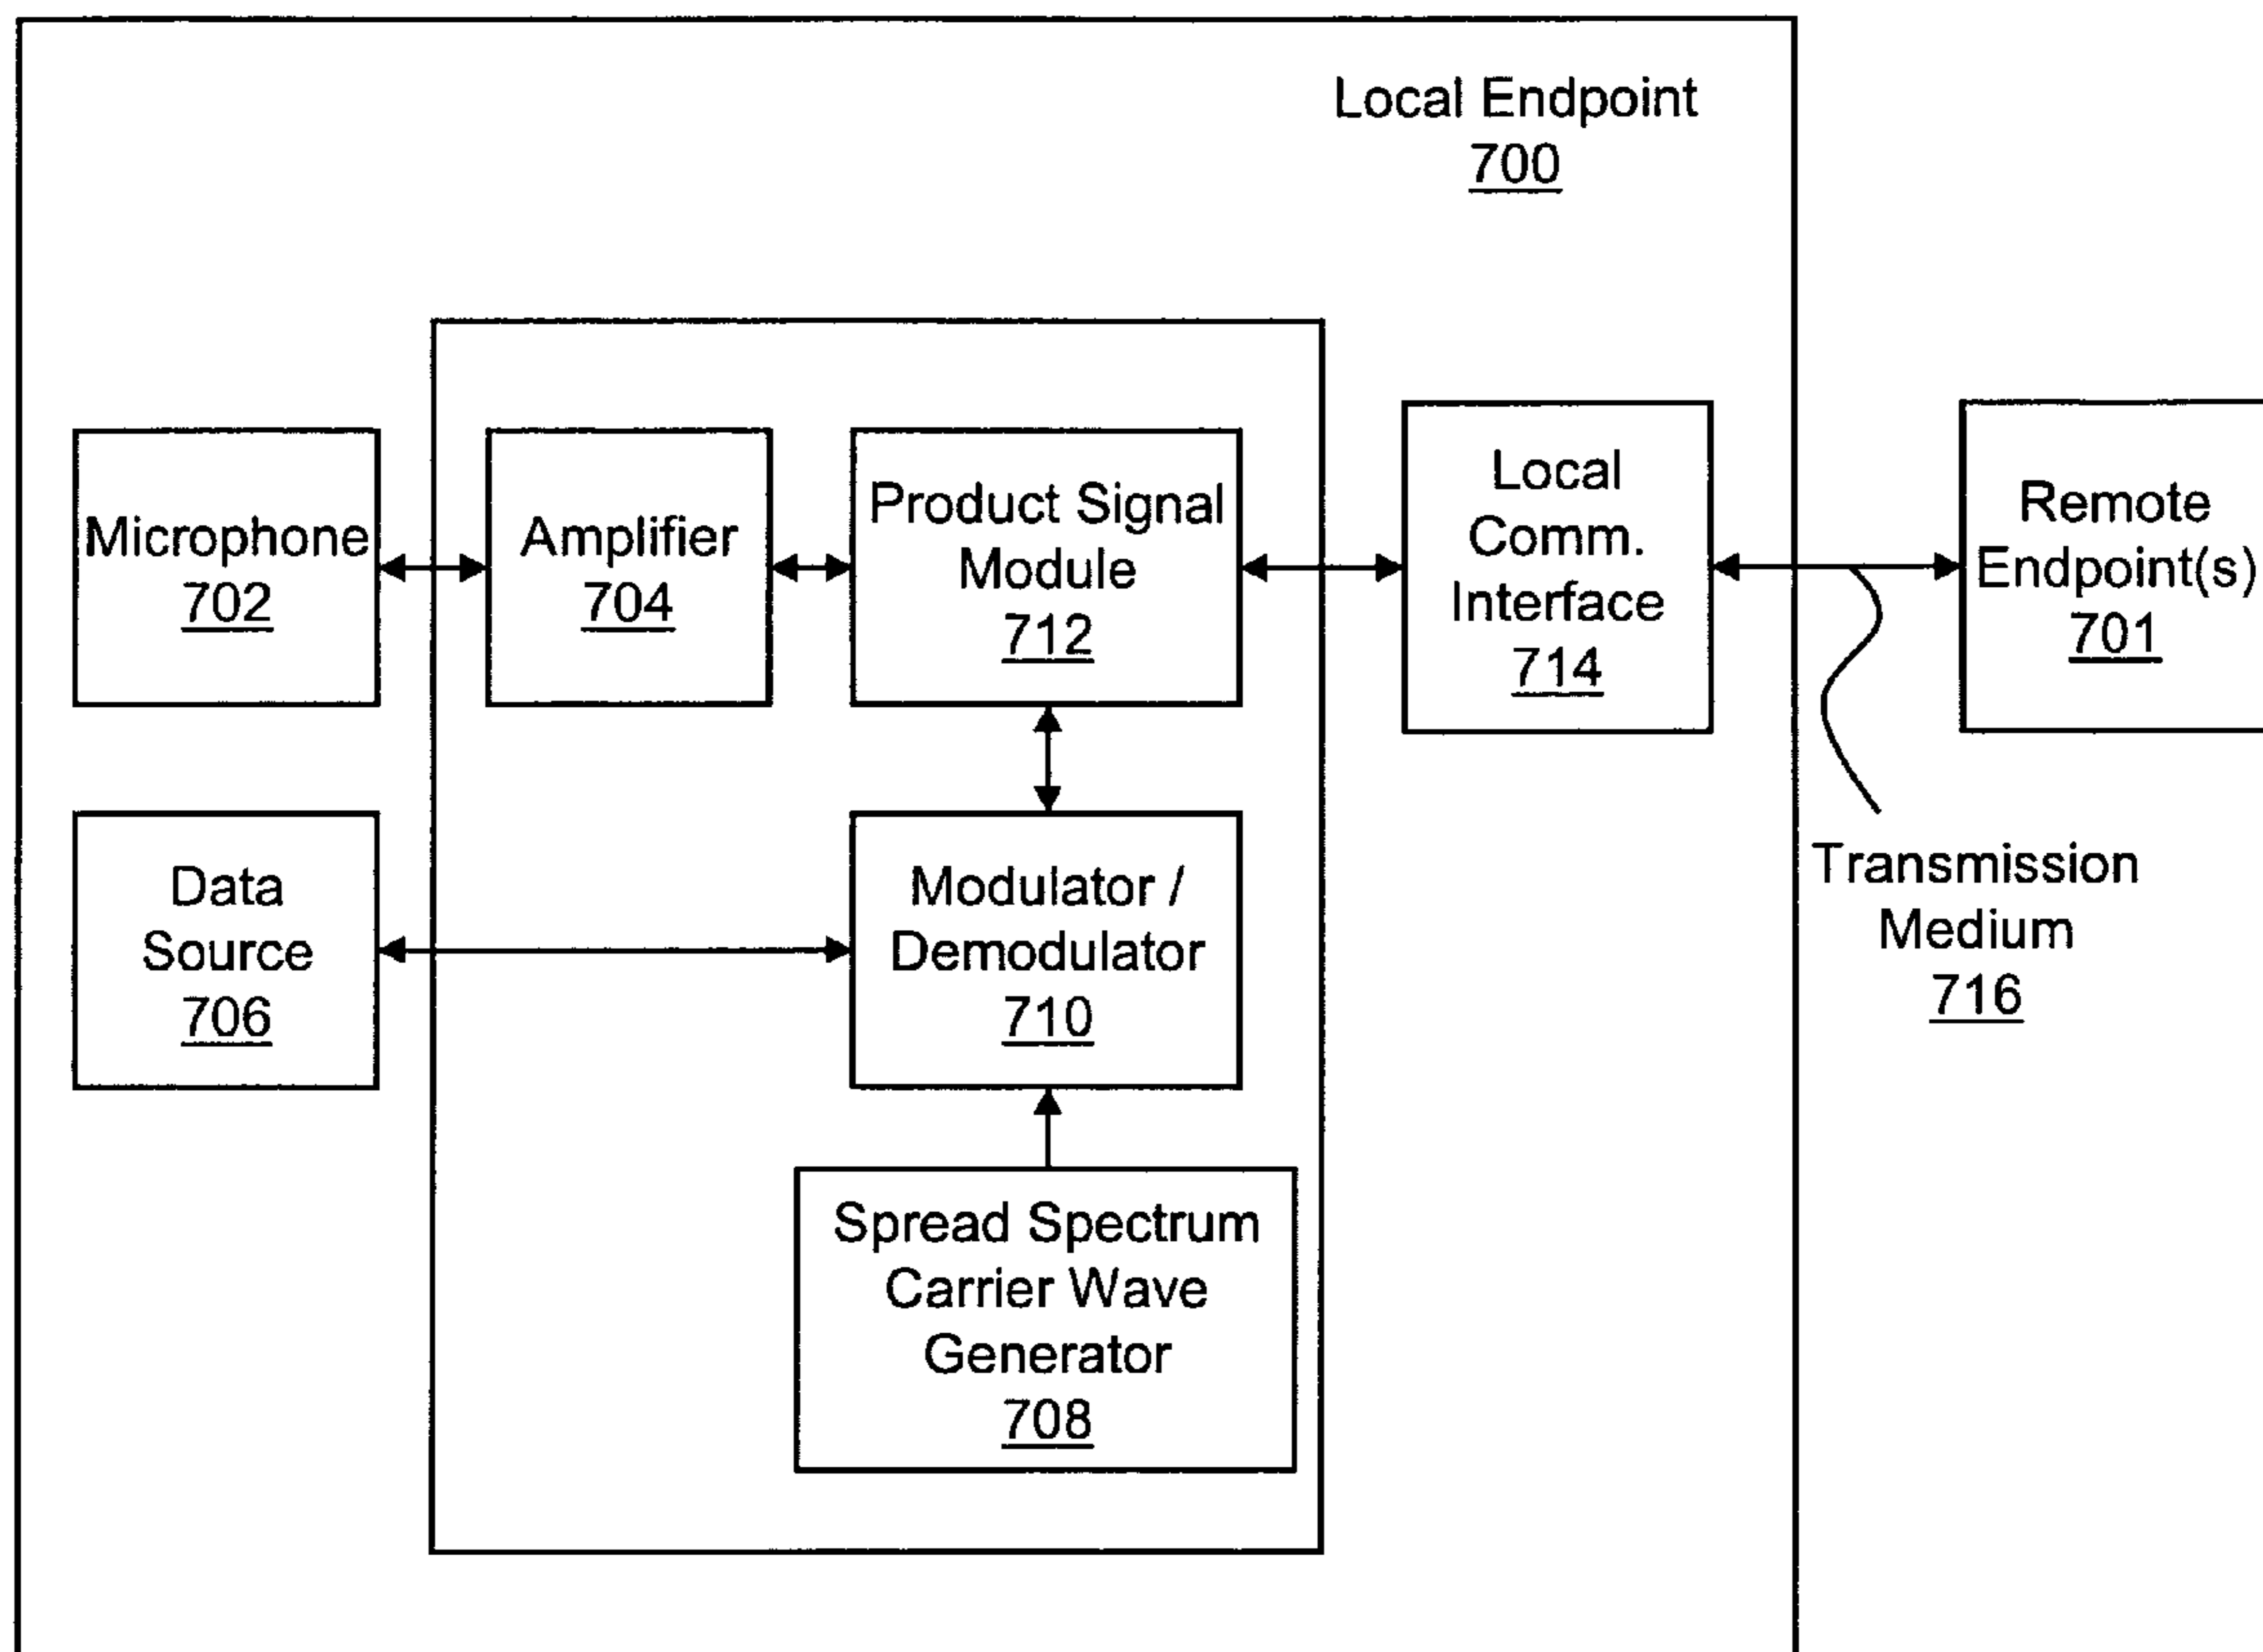 Local Endpoint
700
Microphone
702
Amplifier
704
Product Signal
Module
712
Local
Comm.
Interface
714
Remote
Endpoint(s)
701
Data
Source
706
Modulator /
Demodulator
710
Transmission
Medium
716
Spread Spectrum
Carrier Wave
Generator
708